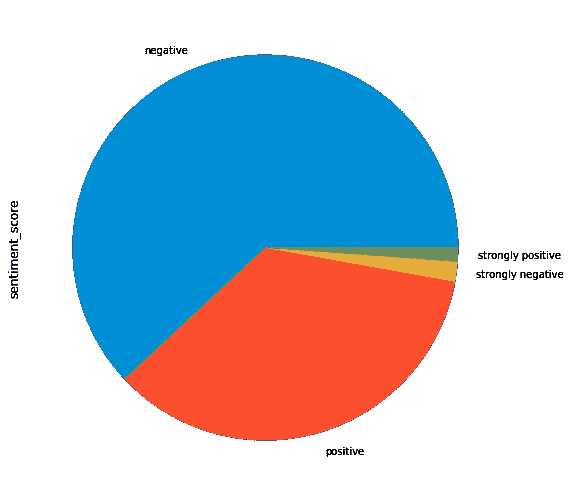 negative
sentiment_score
strongly positive
strongly negative
positive